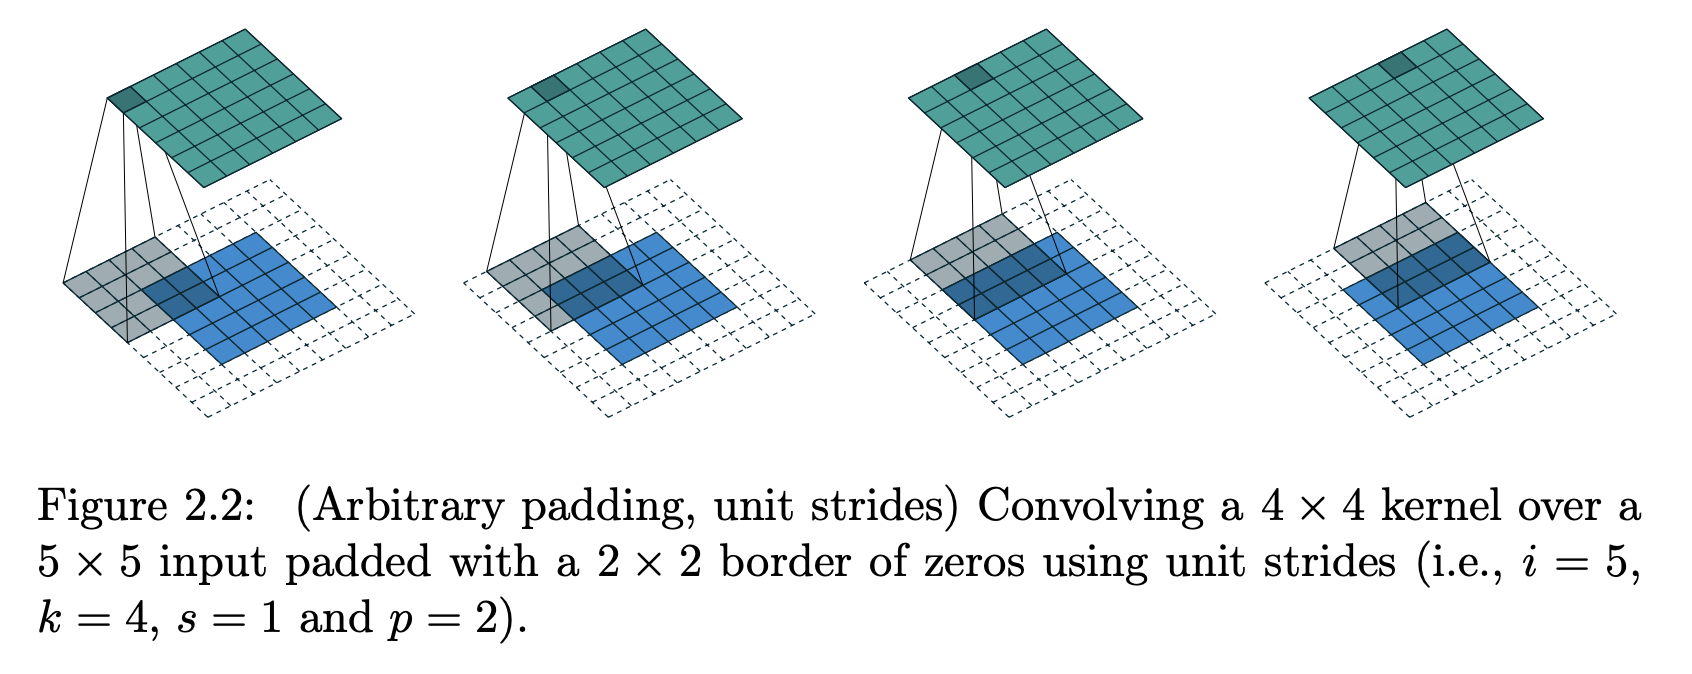 Figure 2.2: (Arbitrary padding, unit strides) Convolving a 4 × 4 kernel over a
5 × 5 input padded with a 2 × 2 border of zeros using unit strides (i.e., i = 5,
k = 4, s = 1 and p = 2).